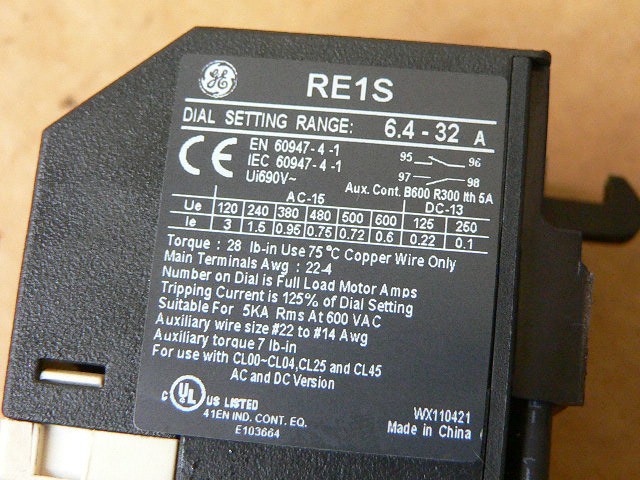 GE
RE1S
DIAL SETTING RANGE: 6.4 - 32 A
CE EN 60947-4-1
IEC 60947-4-1
Ui690V~
95 96
97 98
Aux. Cont. B600 R300 Ith 5A
AC-15 DC-13
Ue 120 240 380 480 500 600 125 250
Ie 3 1.5 0.95 0.75 0.72 0.6 0.22 0.1
Torque : 28 lb-in Use 75°C Copper Wire Only
Main Terminals Awg : 22-4
Number on Dial is Full Load Motor Amps
Tripping Current is 125% of Dial Setting
Suitable For 5KA Rms At 600 VAC
Auxiliary wire size #22 to #14 Awg
Auxiliary torque 7 lb-in
For use with CL00~CL04,CL25 and CL45
AC and DC Version
C UL US LISTED
41EN IND. CONT. EQ.
E103664
WX110421
Made in China